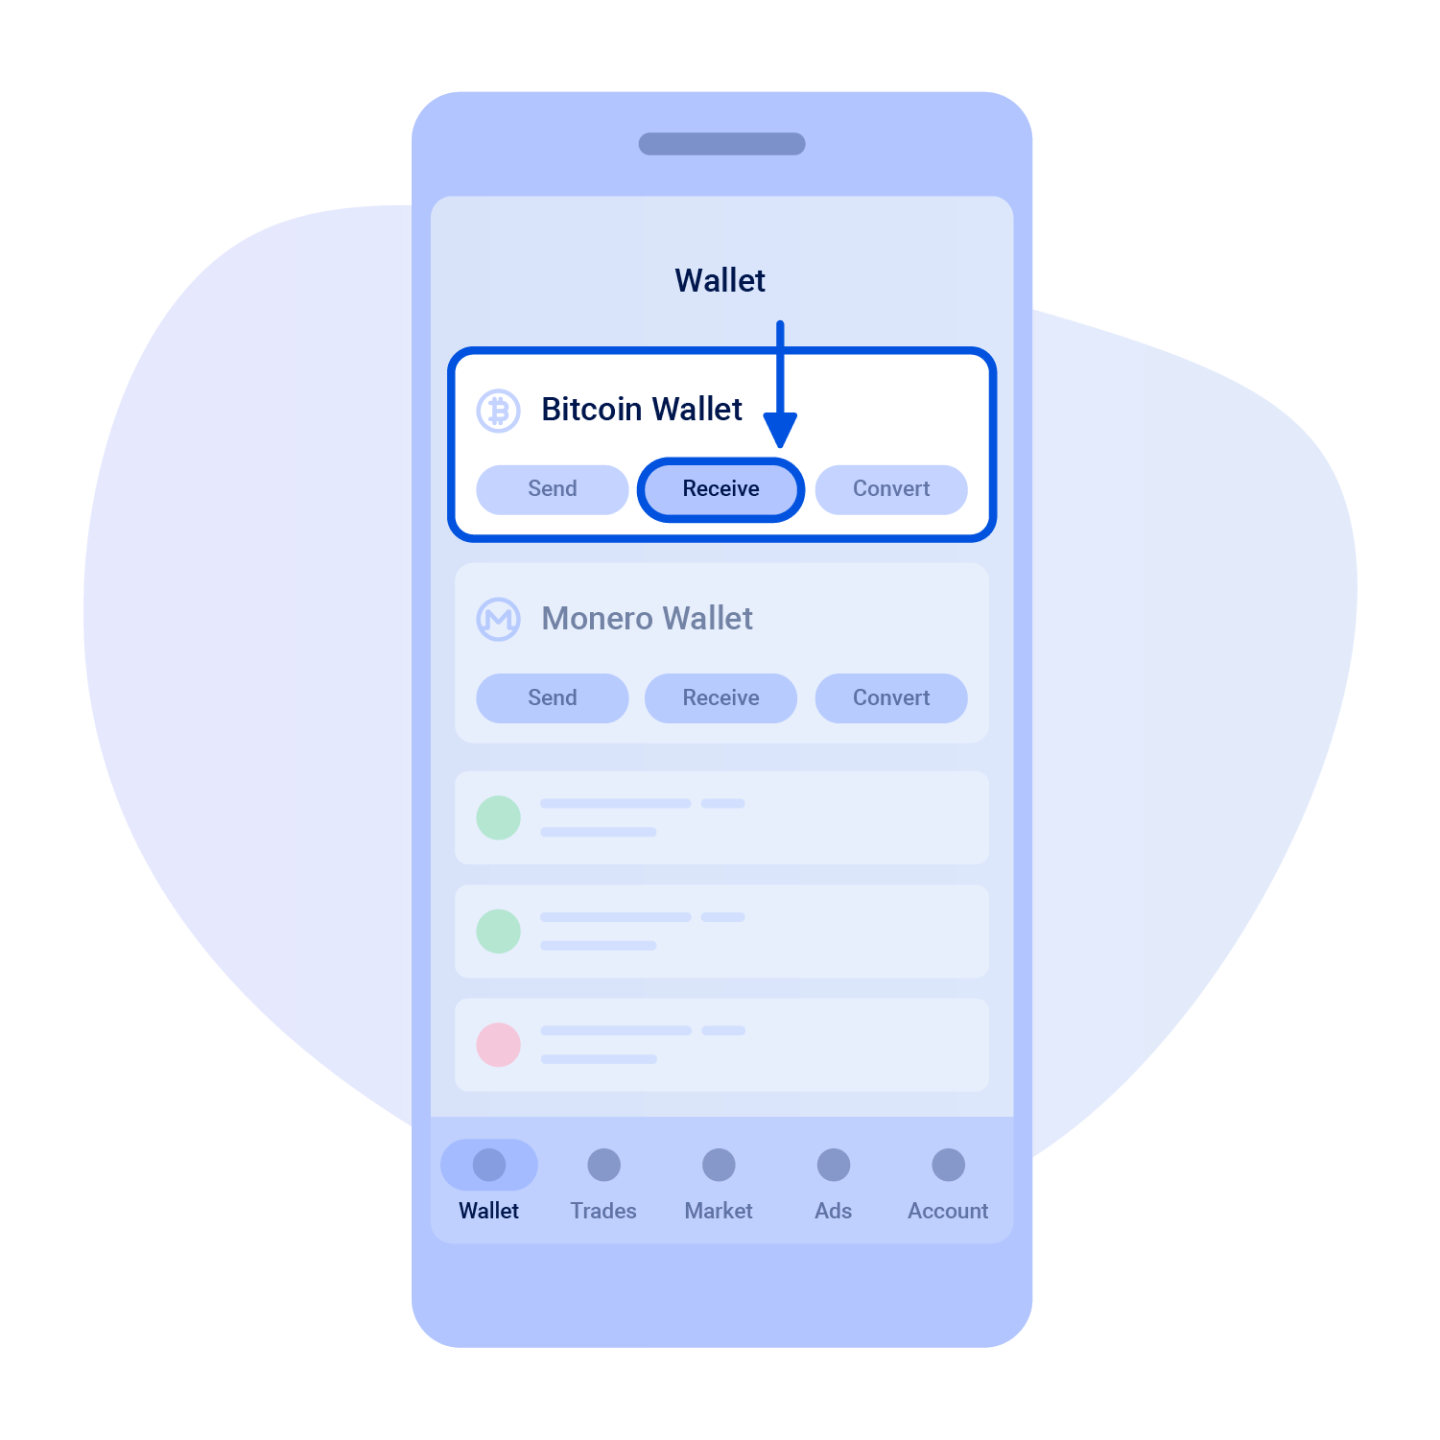 Wallet
Bitcoin Wallet
Send Receive Convert
Monero Wallet
Send Receive Convert
Wallet Trades Market Ads Account